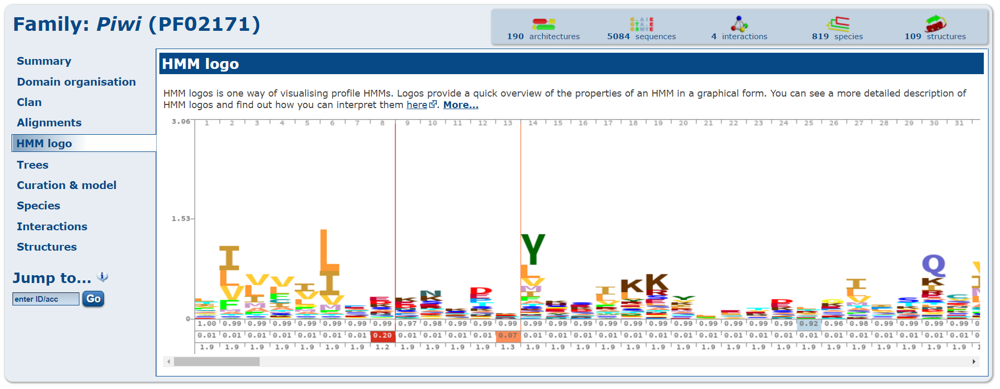 Family: Piwi (PF02171)
190 architectures 5084 sequences 4 interactions 819 species 109 structures
Summary
Domain organisation
Clan
Alignments
HMM logo
Trees
Curation & model
Species
Interactions
Structures
Jump to... i
enter ID/acc Go
HMM logo
HMM logos is one way of visualising profile HMMs. Logos provide a quick overview of the properties of an HMM in a graphical form. You can see a more detailed description of
HMM logos and find out how you can interpret them here. More...
3.06 1 2 3 4 5 6 7 8 9 10 11 12 13 14 15 16 17 18 19 20 21 22 23 24 25 26 27 28 29 30 31
1.53
0
1.00 0.99 0.99 0.99 0.99 0.99 0.99 0.99 0.97 0.98 0.99 0.99 0.99 0.99 0.99 0.99 0.99 0.99 0.99 0.99 0.99 0.99 0.99 0.99 0.92 0.96 0.98 0.99 0.99 0.99 0.99
0.01 0.01 0.01 0.01 0.01 0.01 0.01 0.20 0.01 0.01 0.01 0.01 0.07 0.01 0.01 0.01 0.01 0.01 0.01 0.01 0.01 0.01 0.01 0.01 0.01 0.01 0.01 0.01 0.01 0.01 0.01
1.9 1.9 1.9 1.9 1.9 1.9 1.9 1.2 1.9 1.9 1.9 1.9 1.3 1.9 1.9 1.9 1.9 1.9 1.9 1.9 1.9 1.9 1.9 1.9 1.9 1.9 1.9 1.9 1.9 1.9 1.9